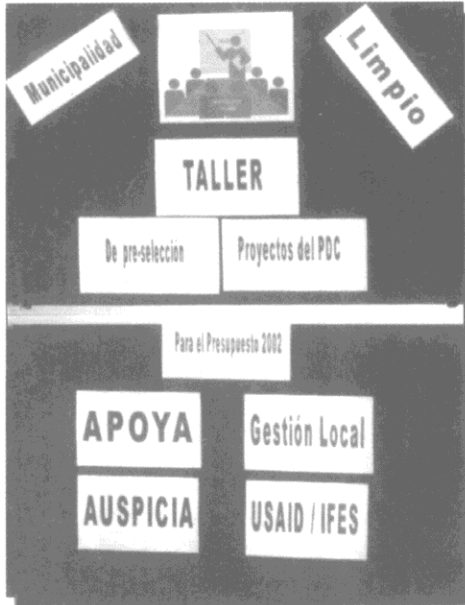 Municipalidad
Limpio
TALLER
De pre-selección
Proyectos del PDC
Para el Presupuesto 2002
APOYA
Gestión Local
AUSPICIA
USAID / IFES